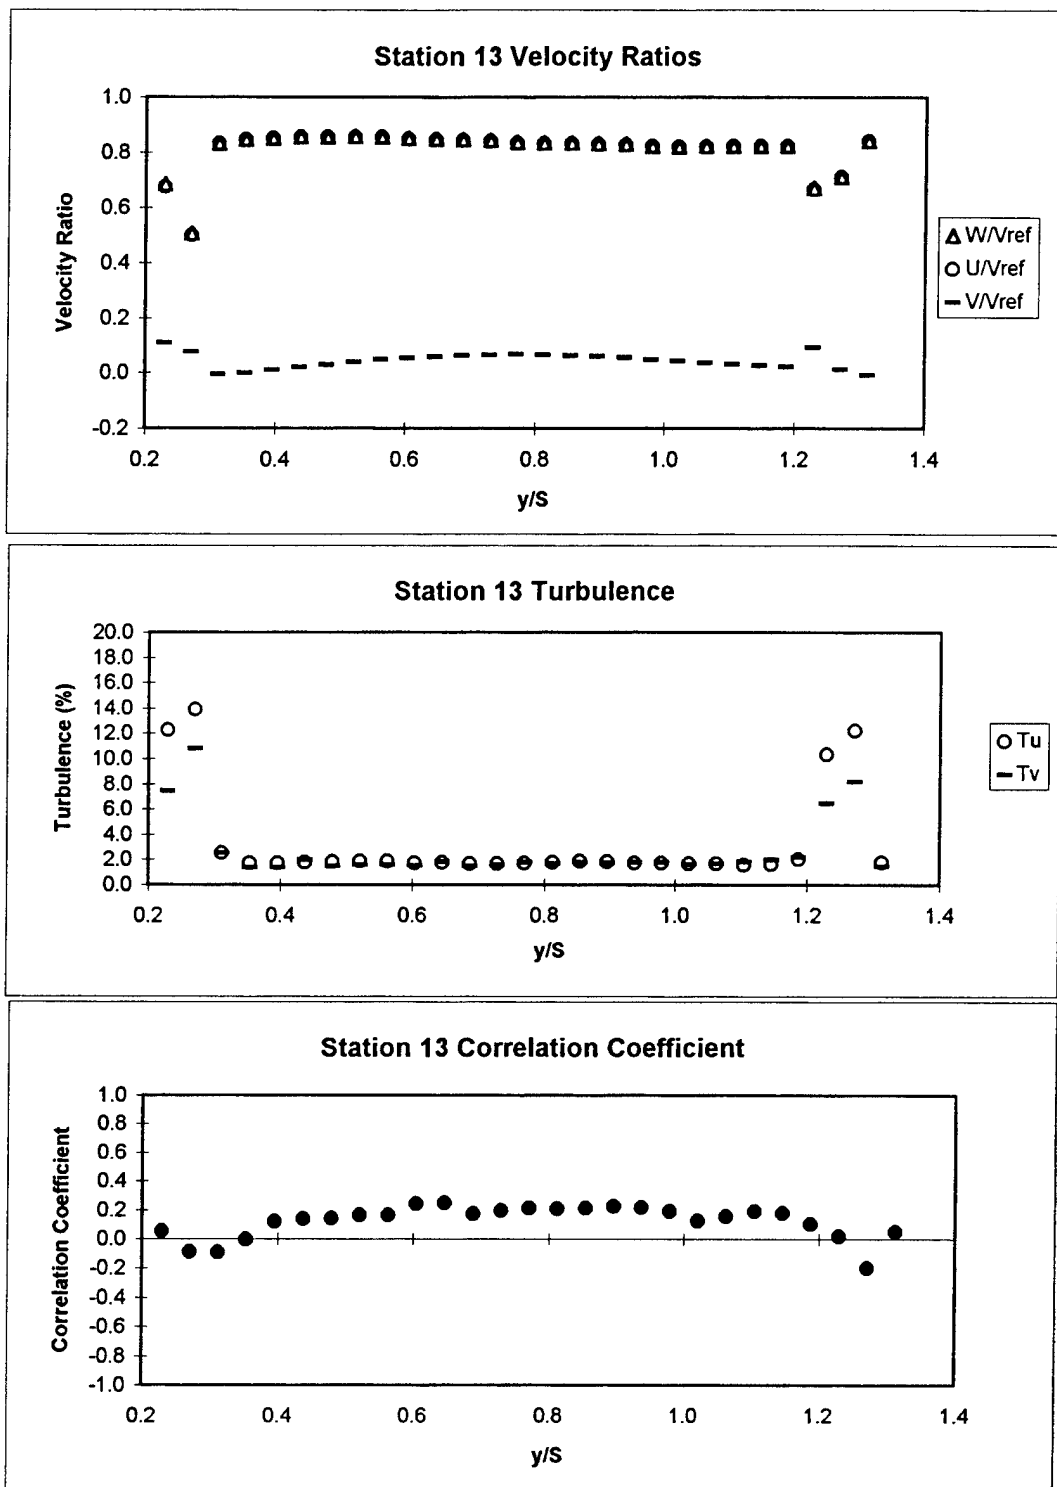 Station 13 Velocity Ratios
Velocity Ratio
1.0
0.8
0.6
0.4
0.2
0.0
-0.2
0.2 0.4 0.6 0.8 1.0 1.2 1.4
y/S
W/Vref
U/Vref
V/Vref
Station 13 Turbulence
Turbulence (%)
20.0
18.0
16.0
14.0
12.0
10.0
8.0
6.0
4.0
2.0
0.0
0.2 0.4 0.6 0.8 1.0 1.2 1.4
y/S
Tu
Tv
Station 13 Correlation Coefficient
Correlation Coefficient
1.0
0.8
0.6
0.4
0.2
0.0
-0.2
-0.4
-0.6
-0.8
-1.0
0.2 0.4 0.6 0.8 1.0 1.2 1.4
y/S